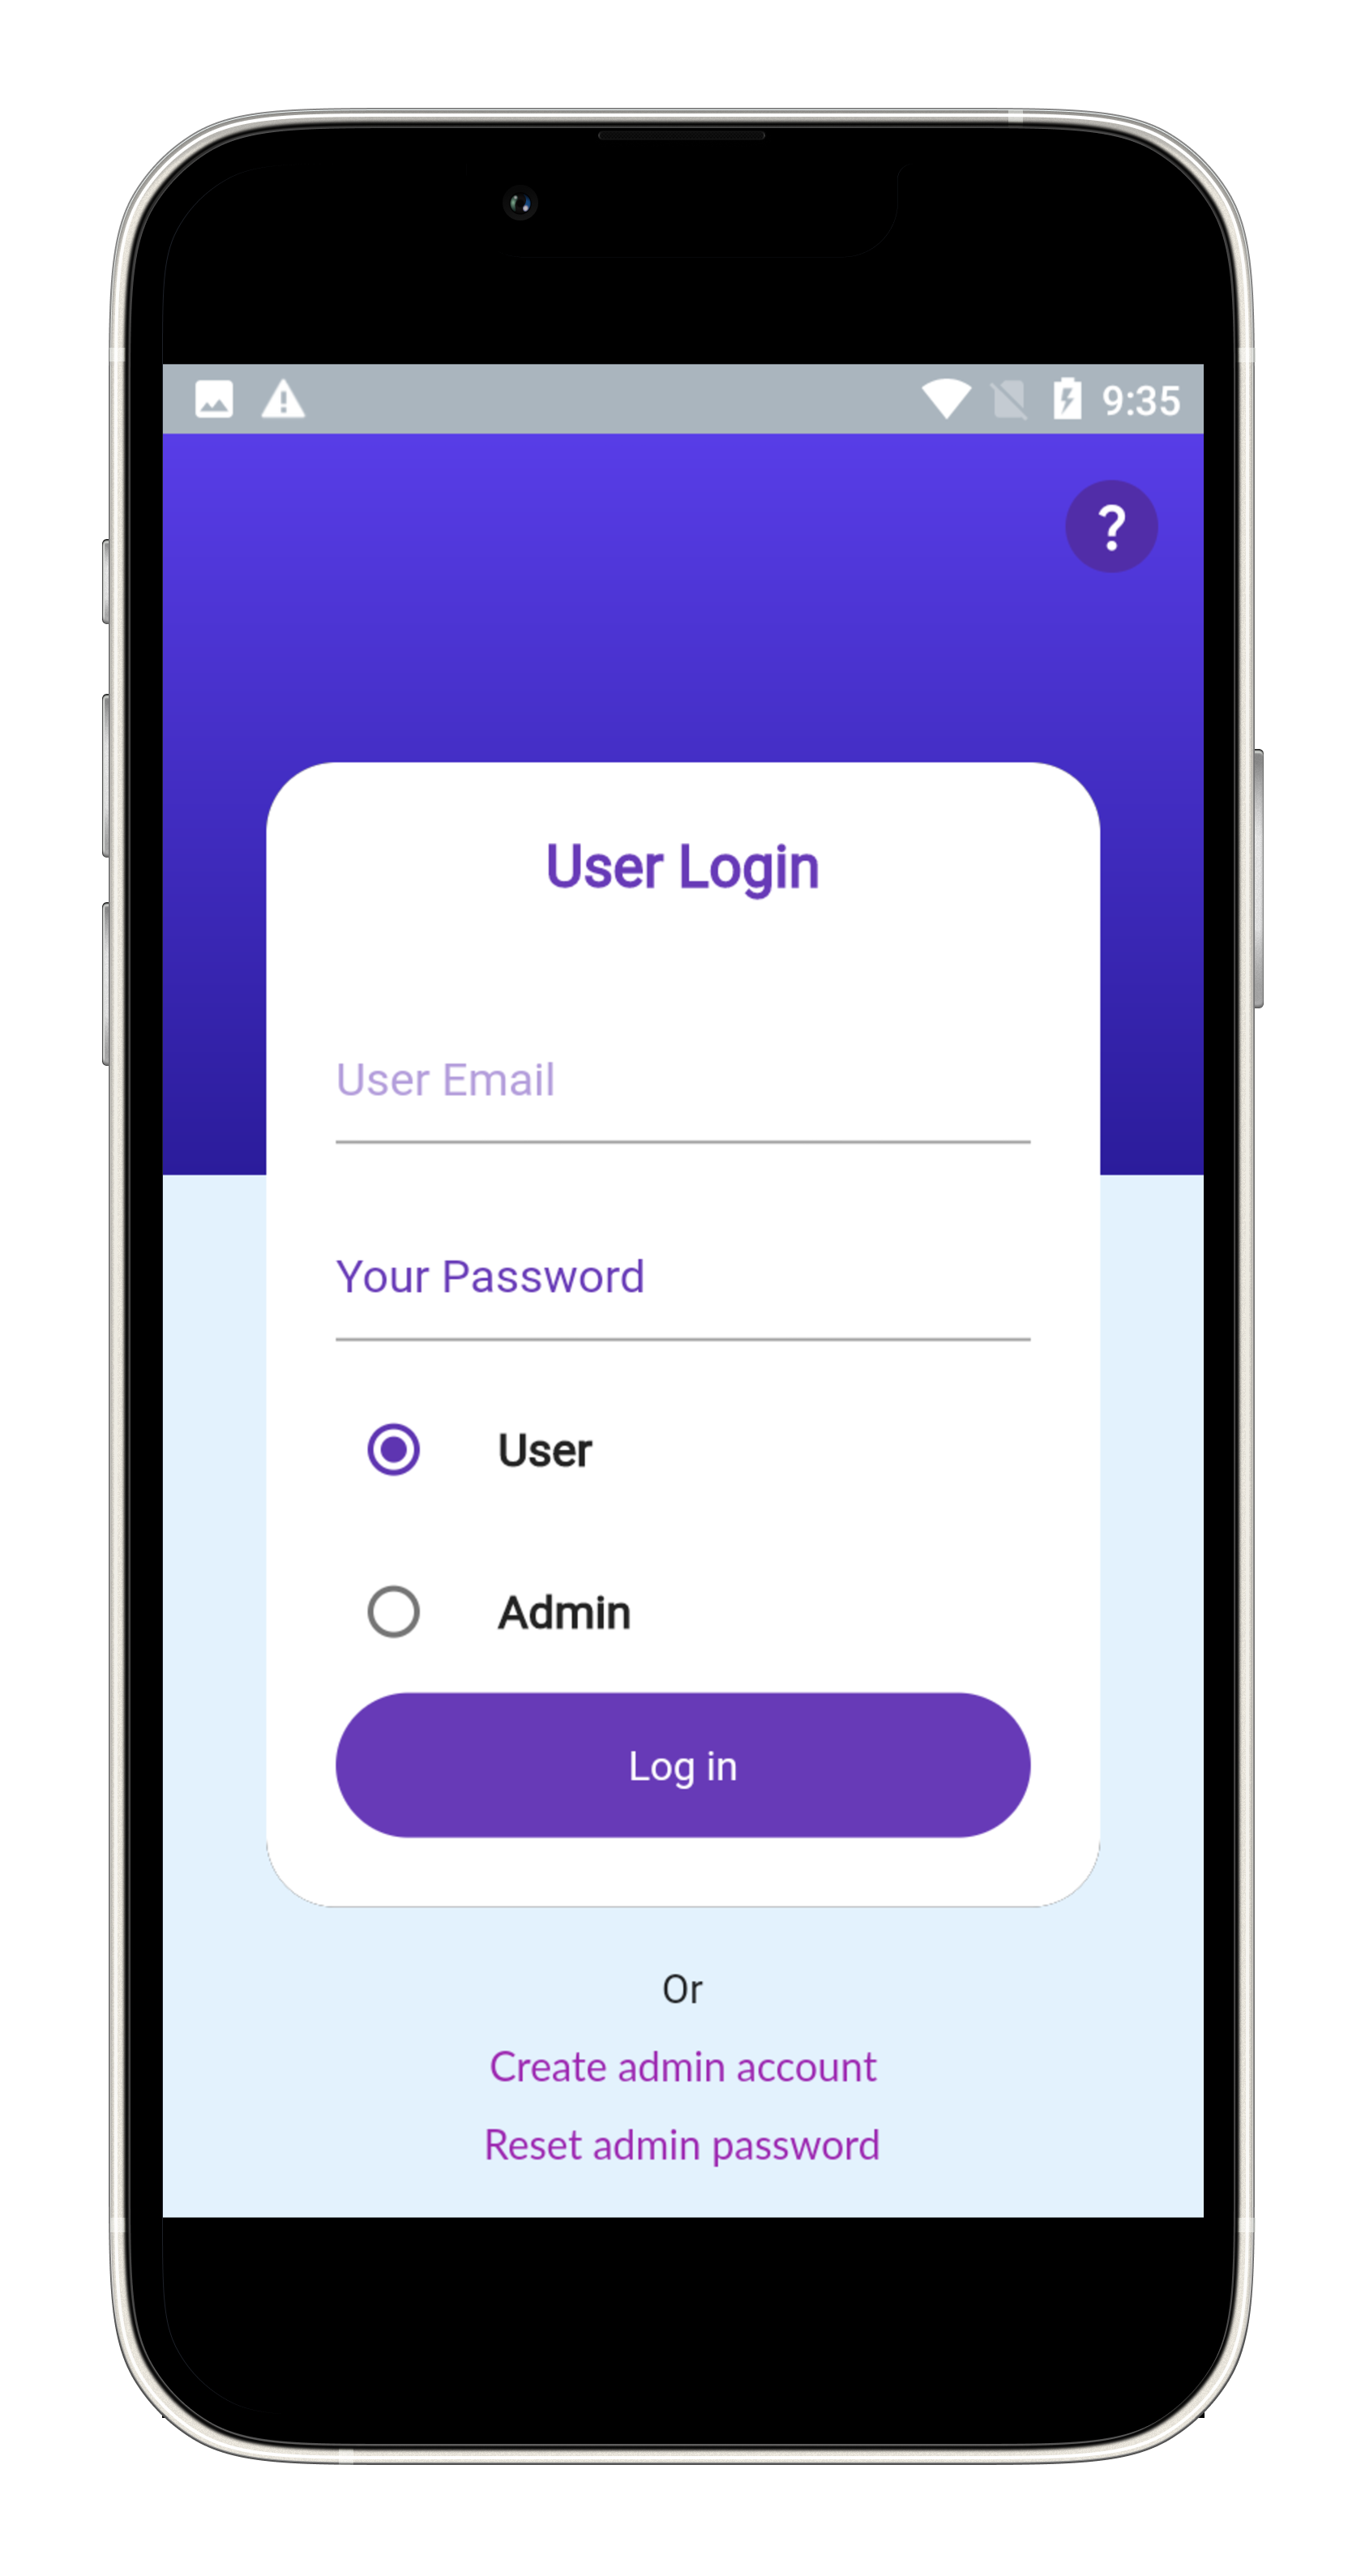 9:35
?
User Login
User Email
Your Password
User
Admin
Log in
Or
Create admin account
Reset admin password